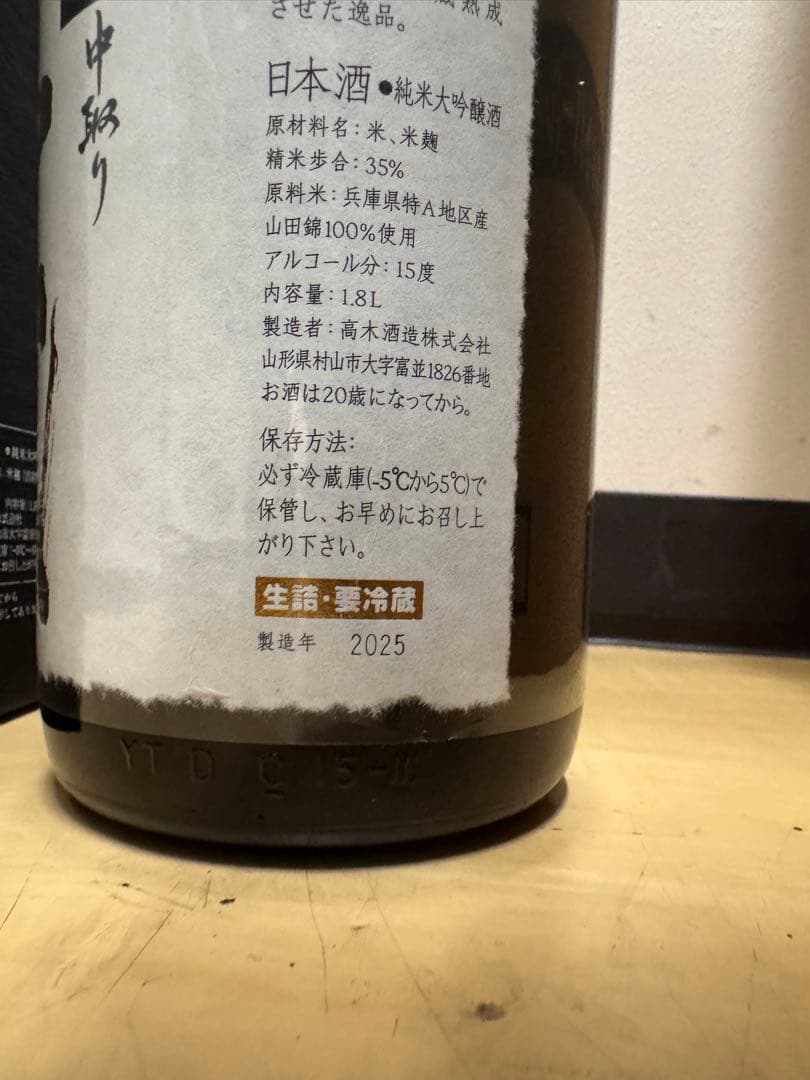 熟成
させた逸品。
中取り
日本酒●純米大吟醸酒
原材料名：米、米麹
精米歩合：35%
原料米：兵庫県特A地区産
山田錦100%使用
アルコール分：15度
内容量：1.8L
製造者：高木酒造株式会社
山形県村山市大字富並1826番地
お酒は20歳になってから。
保存方法：
必ず冷蔵庫(-5℃から5℃)で
保管し、お早めにお召し上
がり下さい。
生詰・要冷蔵
製造年 2025
●純米大